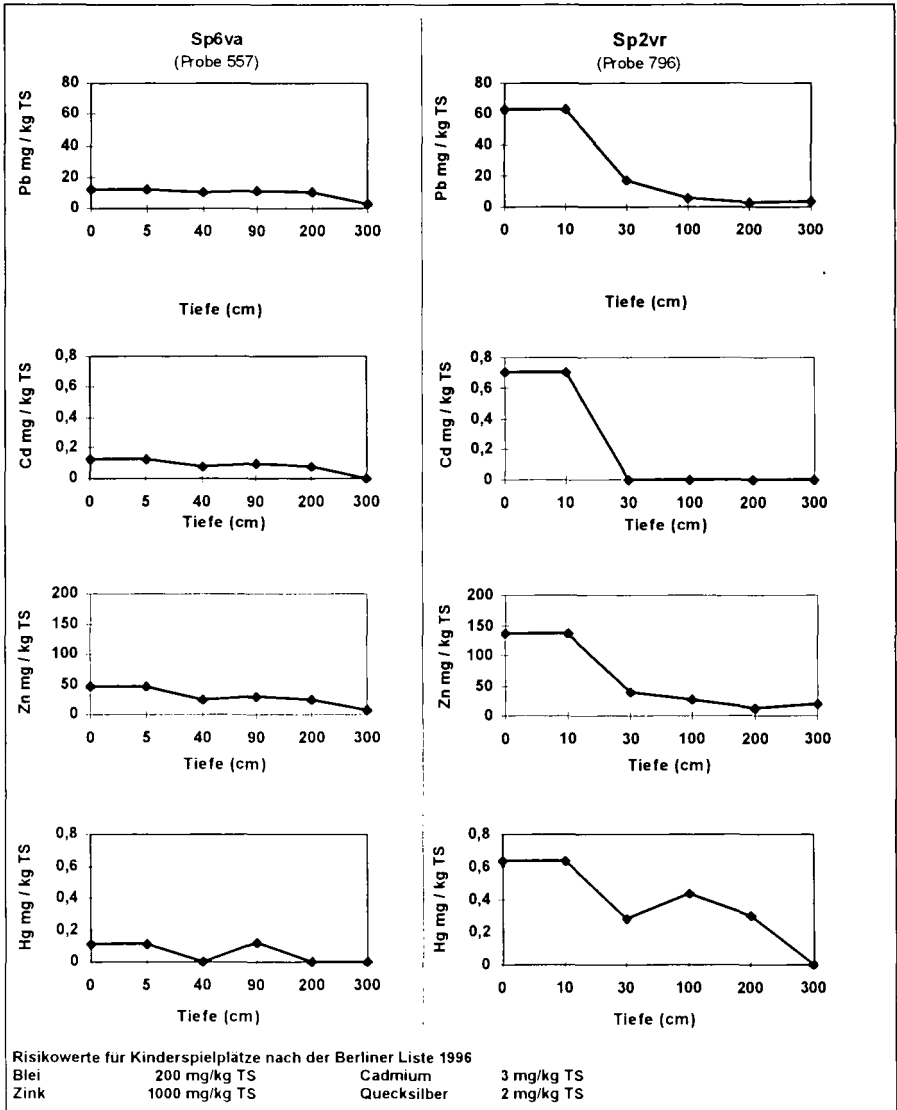 Sp6va
(Probe 557)
Pb mg / kg TS
80
60
40
20
0
0 5 40 90 200 300
Tiefe (cm)
Cd mg / kg TS
0,8
0,6
0,4
0,2
0
0 5 40 90 200 300
Tiefe (cm)
Zn mg / kg TS
200
150
100
50
0
0 5 40 90 200 300
Tiefe (cm)
Hg mg / kg TS
0,8
0,6
0,4
0,2
0
0 5 40 90 200 300
Tiefe (cm)
Sp2vr
(Probe 796)
Pb mg / kg TS
80
60
40
20
0
0 10 30 100 200 300
Tiefe (cm)
Cd mg / kg TS
0,8
0,6
0,4
0,2
0
0 10 30 100 200 300
Tiefe (cm)
Zn mg / kg TS
200
150
100
50
0
0 10 30 100 200 300
Tiefe (cm)
Hg mg / kg TS
0,8
0,6
0,4
0,2
0
0 10 30 100 200 300
Tiefe (cm)
Risikowerte für Kinderspielplätze nach der Berliner Liste 1996
Blei 200 mg/kg TS Cadmium 3 mg/kg TS
Zink 1000 mg/kg TS Quecksilber 2 mg/kg TS